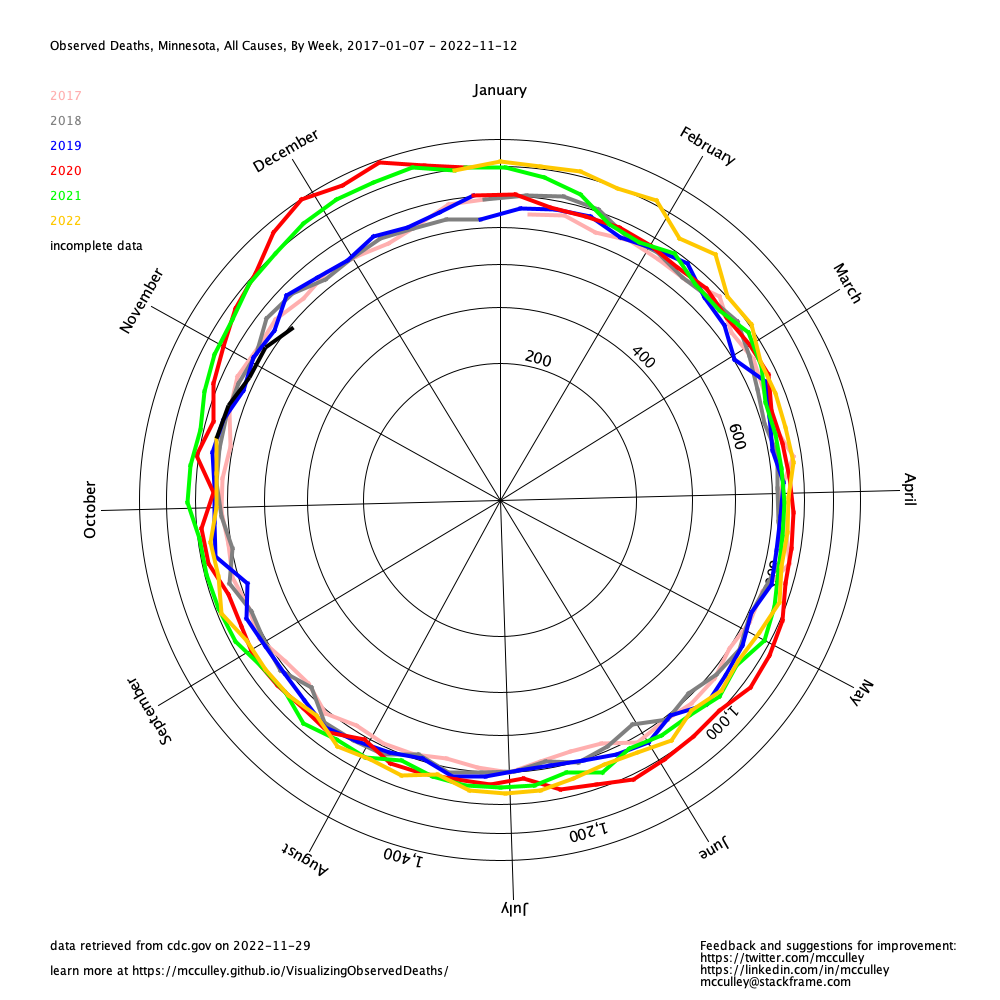 Observed Deaths, Minnesota, All Causes, By Week, 2017-01-07 - 2022-11-12
January
2017
2018
2019
2020
2021
2022
incomplete data
December
February
November
March
200
400
600
October
April
September
May
1,000
August
1,400
1,200
June
July
data retrieved from cdc.gov on 2022-11-29
learn more at https://mcculley.github.io/VisualizingObservedDeaths/
Feedback and suggestions for improvement:
https://twitter.com/mcculley
https://linkedin.com/in/mcculley
mcculley@stackframe.com